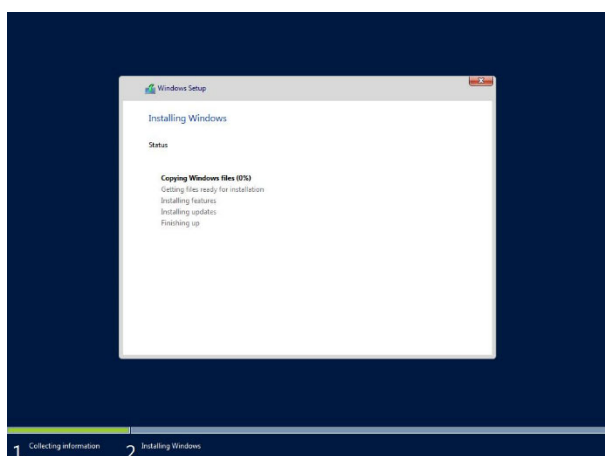 Windows Setup
Installing Windows
Status
Copying Windows files (0%)
Getting files ready for installation
Installing features
Installing updates
Finishing up
1 Collecting information
2 Installing Windows